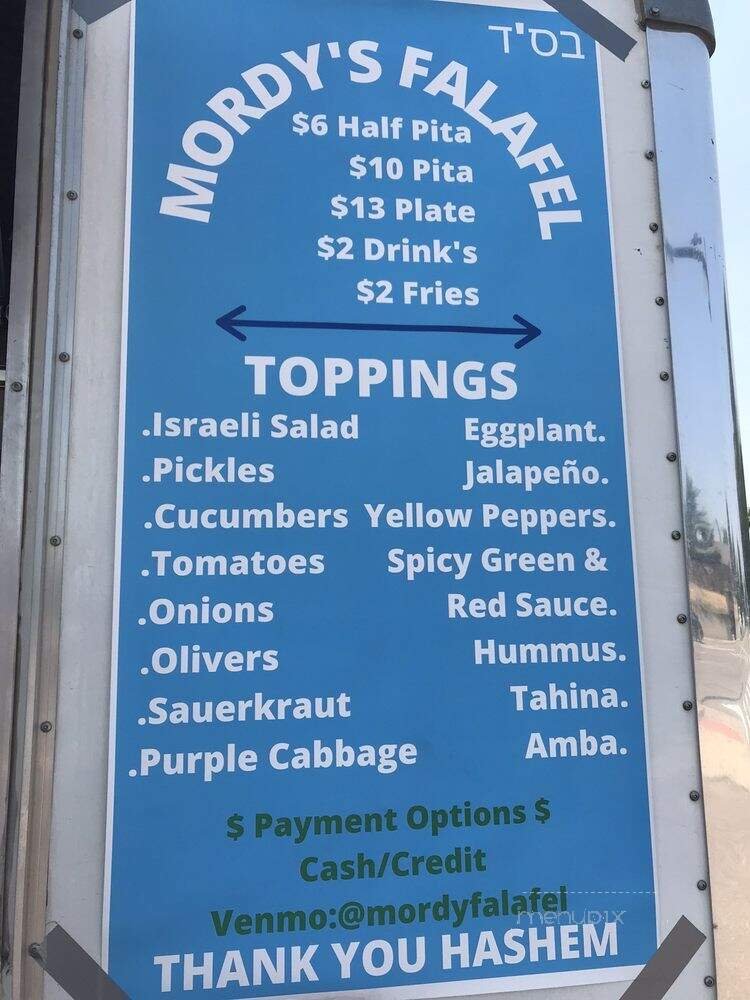 בס'ד
MORDY'S FALAFEL
$6 Half Pita
$10 Pita
$13 Plate
$2 Drink's
$2 Fries
TOPPINGS
.Israeli Salad Eggplant.
.Pickles Jalapeño.
.Cucumbers Yellow Peppers.
.Tomatoes Spicy Green &
.Onions Red Sauce.
.Olivers Hummus.
.Sauerkraut Tahina.
.Purple Cabbage Amba.
$ Payment Options $
Cash/Credit
Venmo:@mordyfalafel
menupix
THANK YOU HASHEM